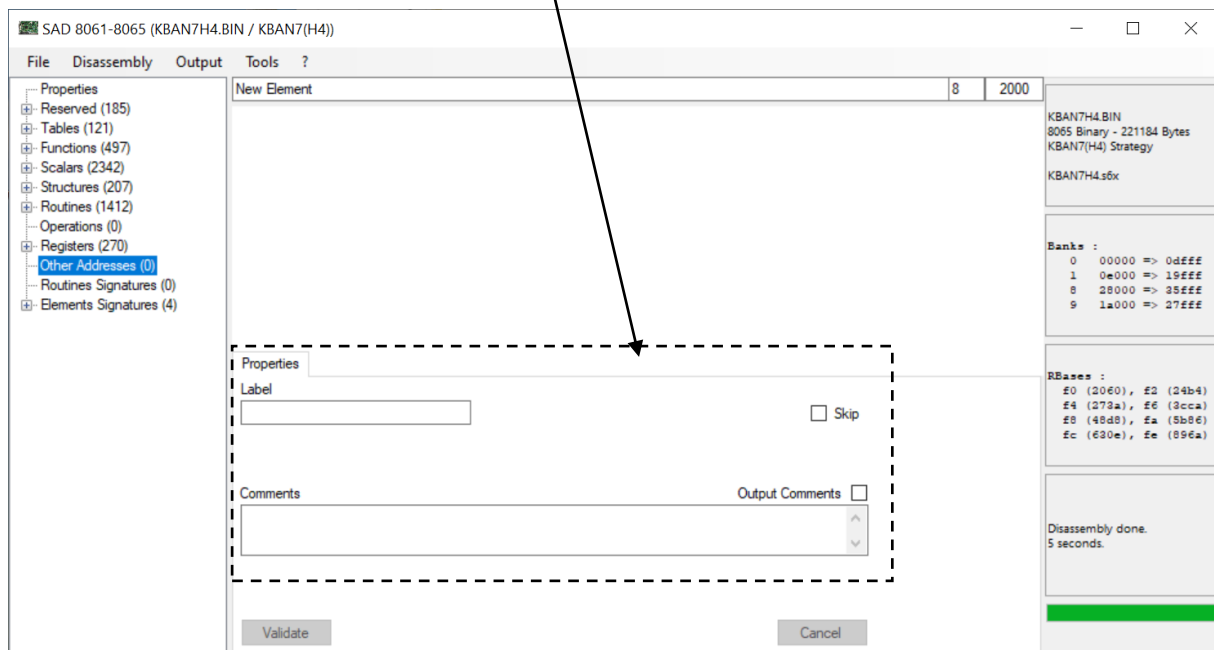 SAD 8061-8065 (KBAN7H4.BIN / KBAN7(H4))
File Disassembly Output Tools ?
Properties
Reserved (185)
Tables (121)
Functions (497)
Scalars (2342)
Structures (207)
Routines (1412)
Operations (0)
Registers (270)
Other Addresses (0)
Routines Signatures (0)
Elements Signatures (4)
New Element 8 2000
Properties
Label
Skip
Comments Output Comments
Validate Cancel
KBAN7H4.BIN
8065 Binary - 221184 Bytes
KBAN7(H4) Strategy
KBAN7H4.s6x
Banks :
0 00000 => 0dfff
1 0e000 => 19fff
8 28000 => 35fff
9 1a000 => 27fff
RBases :
f0 (2060), f2 (24b4)
f4 (273a), f6 (3cca)
f8 (48d8), fa (5b86)
fc (630e), fe (896a)
Disassembly done.
5 seconds.